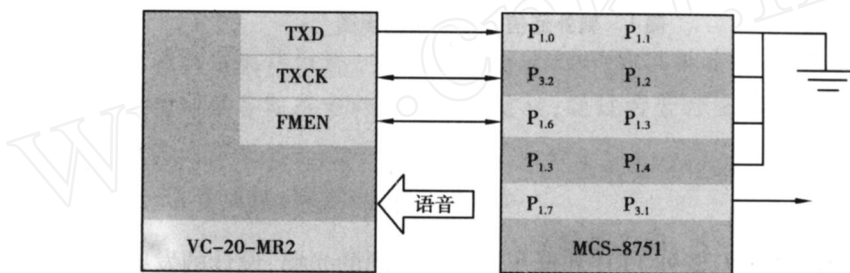 TXD
TXCK
FMEN
语音
VC-20-MR2
P1.0 P1.1
P3.2 P1.2
P1.6 P1.3
P1.3 P1.4
P1.7 P3.1
MCS-8751